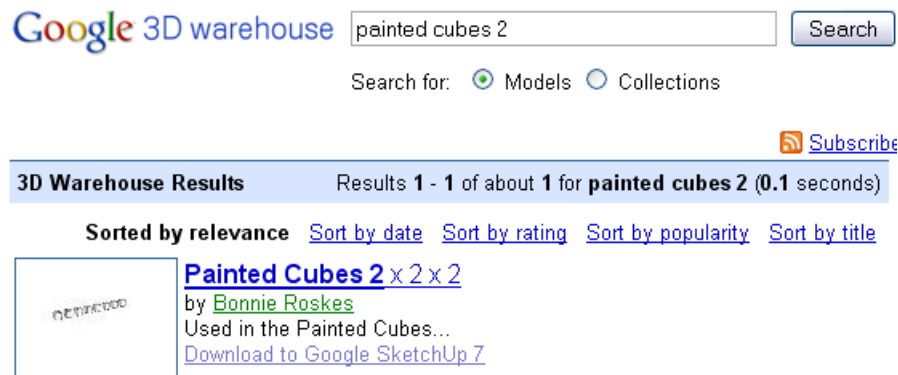 Google 3D warehouse painted cubes 2 Search
Search for: Models Collections
Subscribe
3D Warehouse Results Results 1 - 1 of about 1 for painted cubes 2 (0.1 seconds)
Sorted by relevance Sort by date Sort by rating Sort by popularity Sort by title
Painted Cubes 2 x 2 x 2
by Bonnie Roskes
Used in the Painted Cubes...
Download to Google SketchUp 7